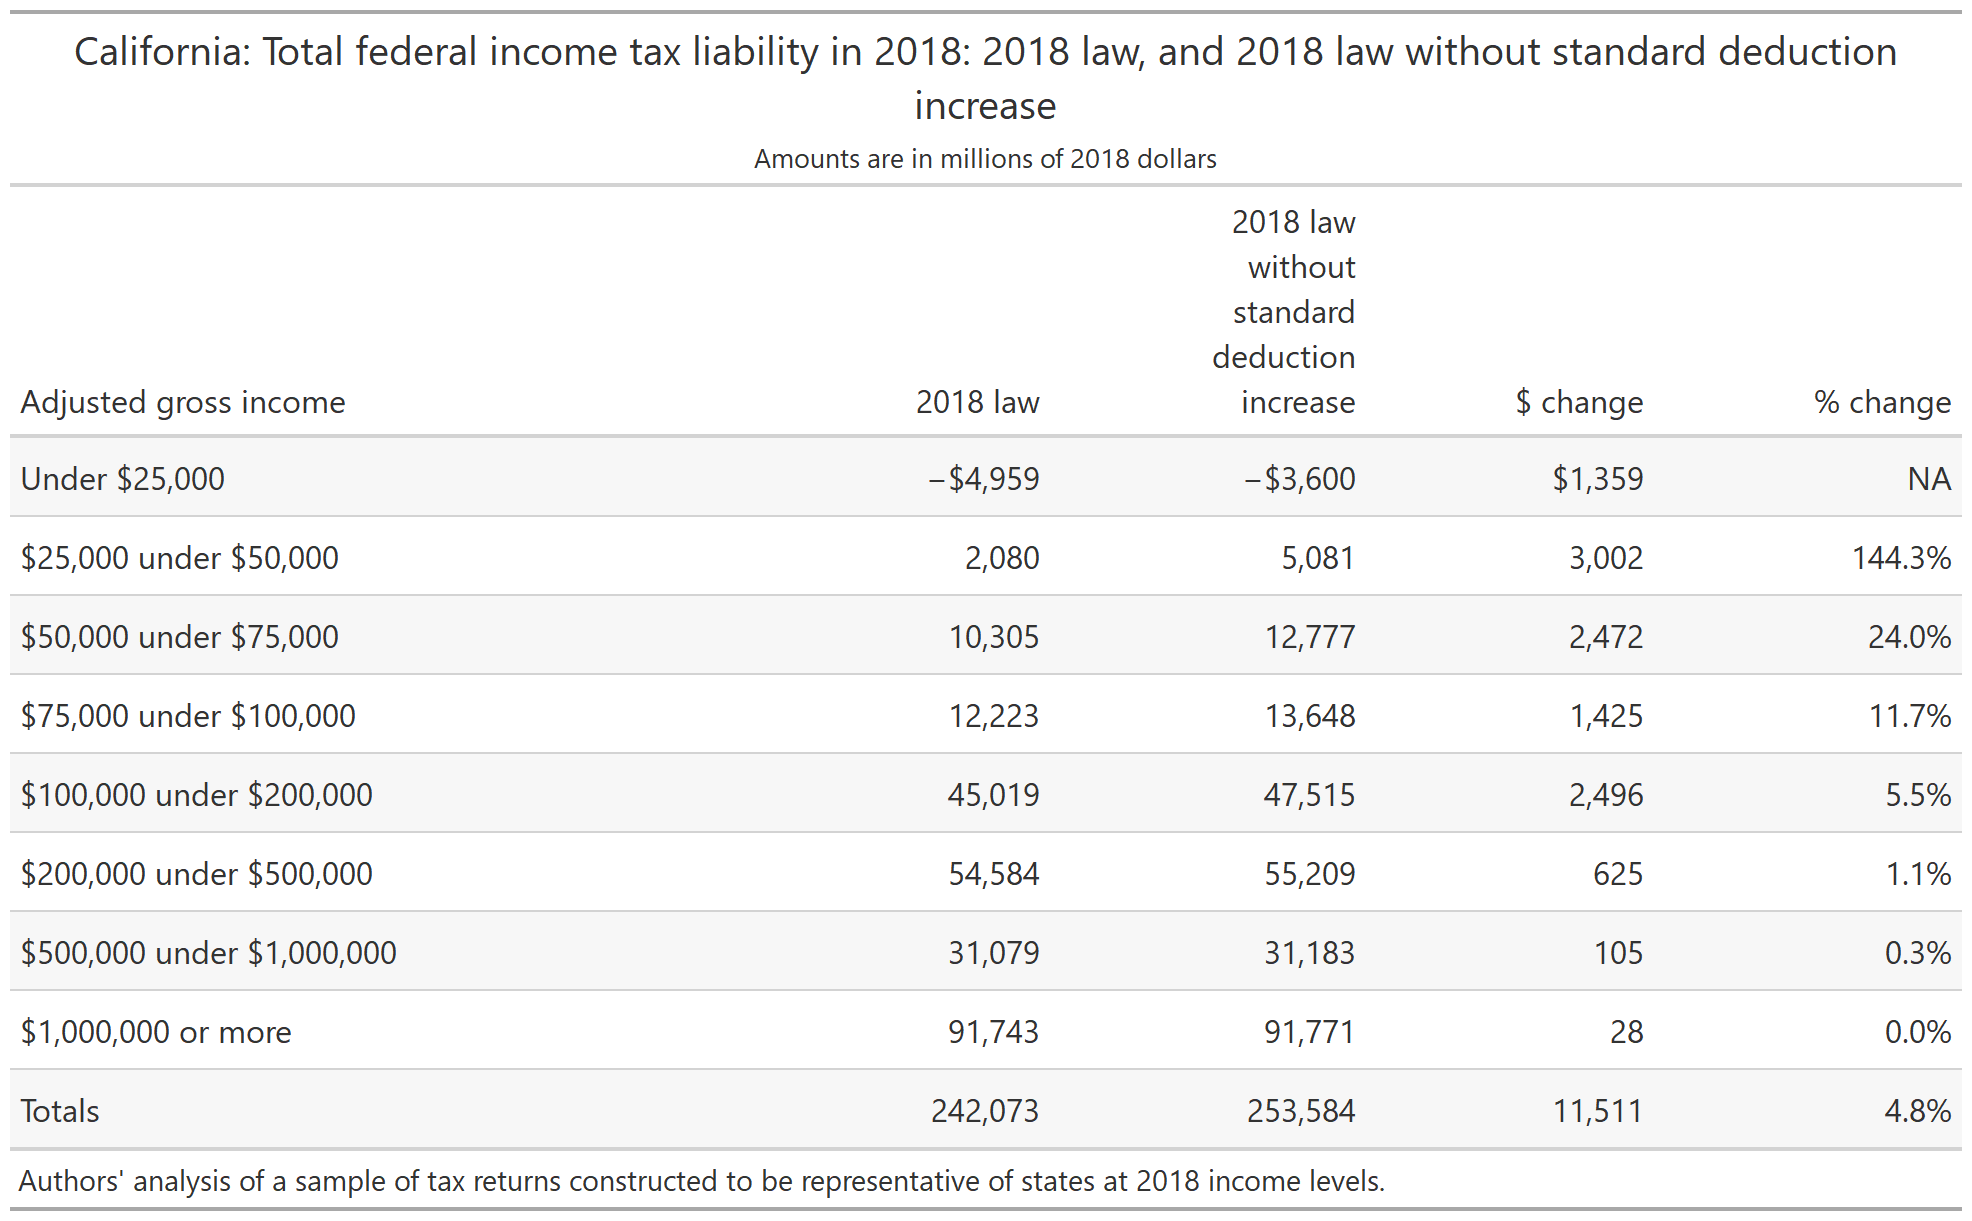 California: Total federal income tax liability in 2018: 2018 law, and 2018 law without standard deduction
increase
Amounts are in millions of 2018 dollars
2018 law
without
standard
deduction
Adjusted gross income 2018 law increase $ change % change
Under $25,000 −$4,959 −$3,600 $1,359 NA
$25,000 under $50,000 2,080 5,081 3,002 144.3%
$50,000 under $75,000 10,305 12,777 2,472 24.0%
$75,000 under $100,000 12,223 13,648 1,425 11.7%
$100,000 under $200,000 45,019 47,515 2,496 5.5%
$200,000 under $500,000 54,584 55,209 625 1.1%
$500,000 under $1,000,000 31,079 31,183 105 0.3%
$1,000,000 or more 91,743 91,771 28 0.0%
Totals 242,073 253,584 11,511 4.8%
Authors' analysis of a sample of tax returns constructed to be representative of states at 2018 income levels.